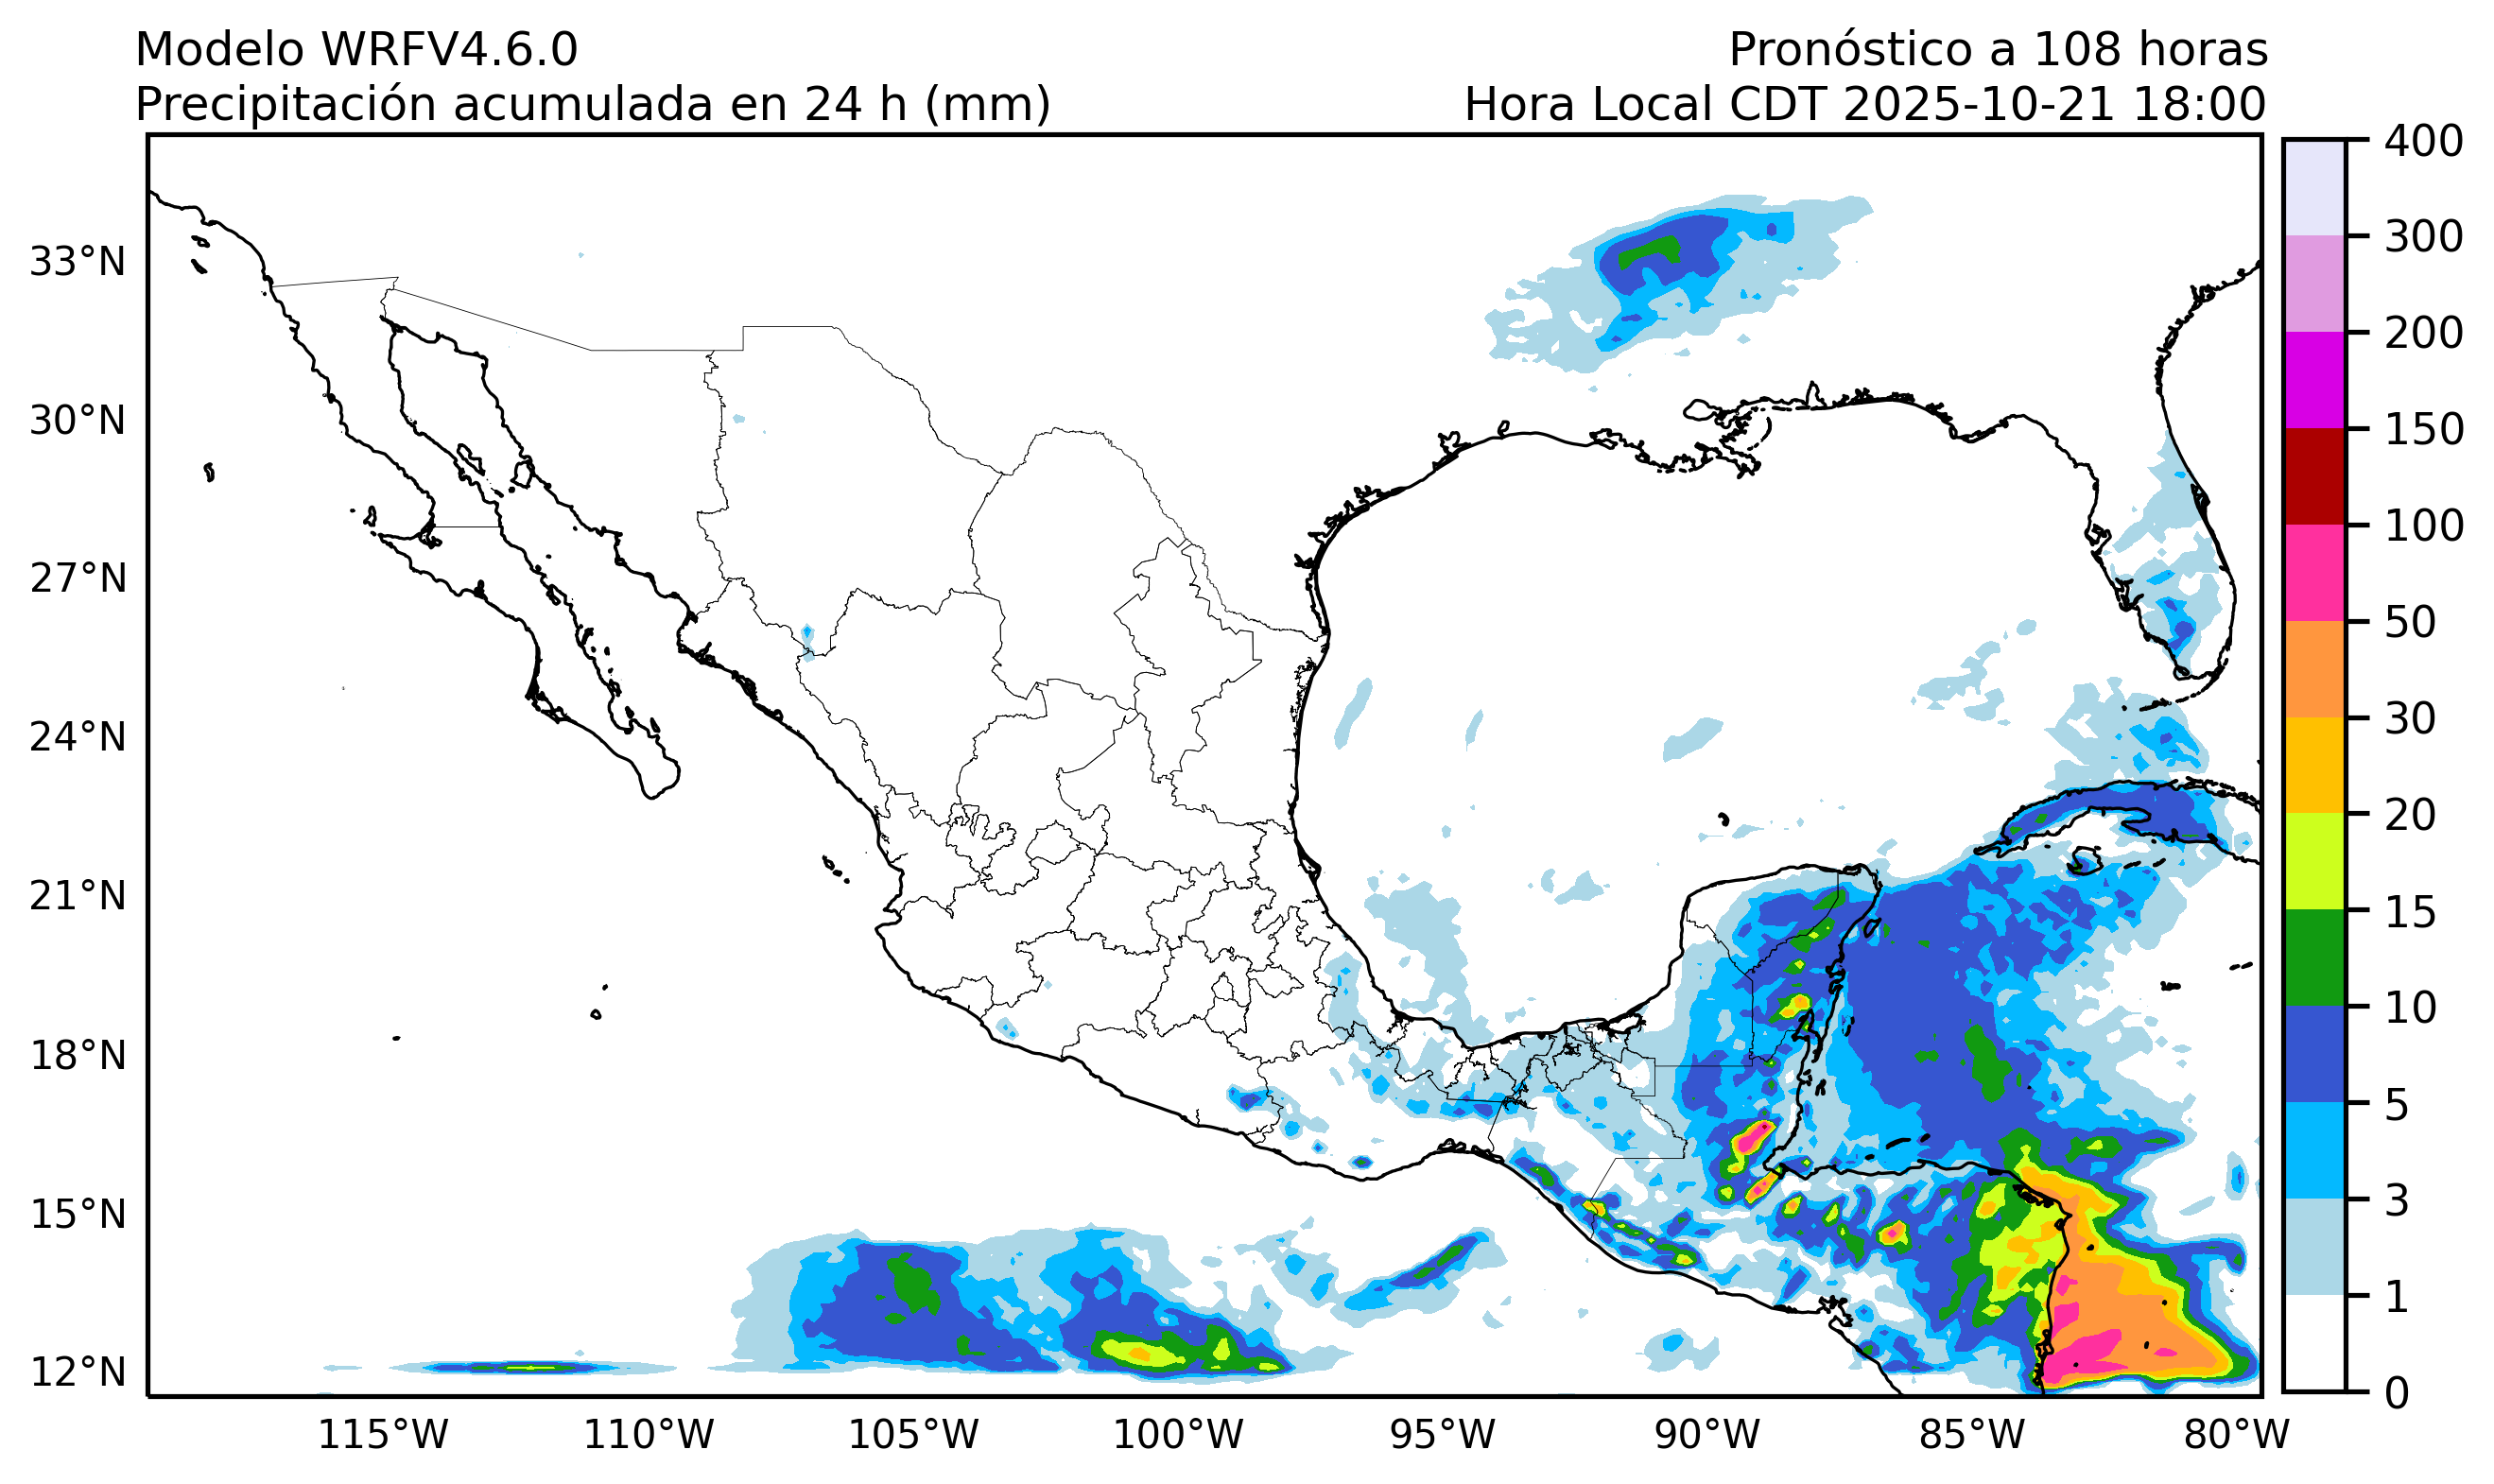 Modelo WRFV4.6.0
Pronóstico a 108 horas
Precipitación acumulada en 24 h (mm)
Hora Local CDT 2025-10-21 18:00
33°N
30°N
27°N
24°N
21°N
18°N
15°N
12°N
115°W
110°W
105°W
100°W
95°W
90°W
85°W
80°W
400
300
200
150
100
50
30
20
15
10
5
3
1
0